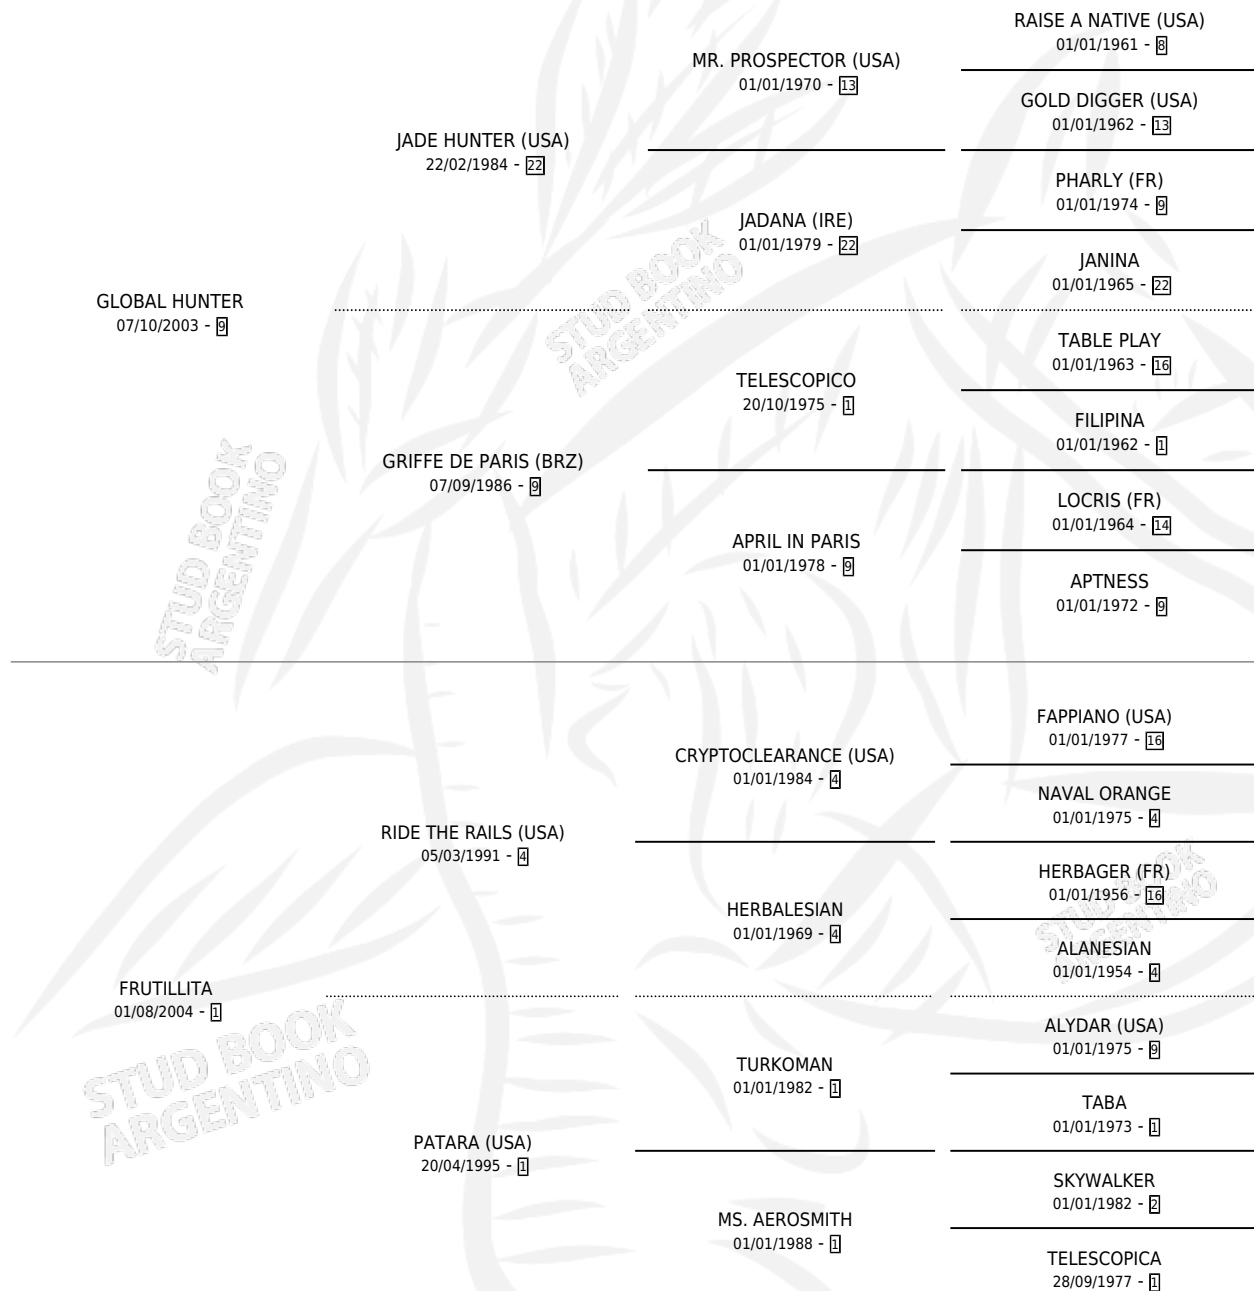 RAISE A NATIVE (USA)
01/01/1961 - 8
MR. PROSPECTOR (USA)
01/01/1970 - 13
GOLD DIGGER (USA)
01/01/1962 - 13
JADE HUNTER (USA)
22/02/1984 - 22
PHARLY (FR)
01/01/1974 - 9
JADANA (IRE)
01/01/1979 - 22
JANINA
01/01/1965 - 22
GLOBAL HUNTER
07/10/2003 - 9
TABLE PLAY
01/01/1963 - 16
TELESCOPICO
20/10/1975 - 1
FILIPINA
01/01/1962 - 1
GRIFFE DE PARIS (BRZ)
07/09/1986 - 9
LOCRIS (FR)
01/01/1964 - 14
APRIL IN PARIS
01/01/1978 - 9
APTNESS
01/01/1972 - 9
STUD BOOK
ARGENTINO
STUD BOOK
ARGENTINO
FAPPIANO (USA)
01/01/1977 - 16
CRYPTOCLEARANCE (USA)
01/01/1984 - 4
NAVAL ORANGE
01/01/1975 - 4
RIDE THE RAILS (USA)
05/03/1991 - 4
HERBAGER (FR)
01/01/1956 - 16
HERBALESIAN
01/01/1969 - 4
ALANESIAN
01/01/1954 - 4
STUD BOOK
ARGENTINO
FRUTILLITA
01/08/2004 - 1
ALYDAR (USA)
01/01/1975 - 9
TURKOMAN
01/01/1982 - 1
TABA
01/01/1973 - 1
PATARA (USA)
20/04/1995 - 1
SKYWALKER
01/01/1982 - 2
MS. AEROSMITH
01/01/1988 - 1
TELESCOPICA
28/09/1977 - 1
STUD BOOK
ARGENTINO